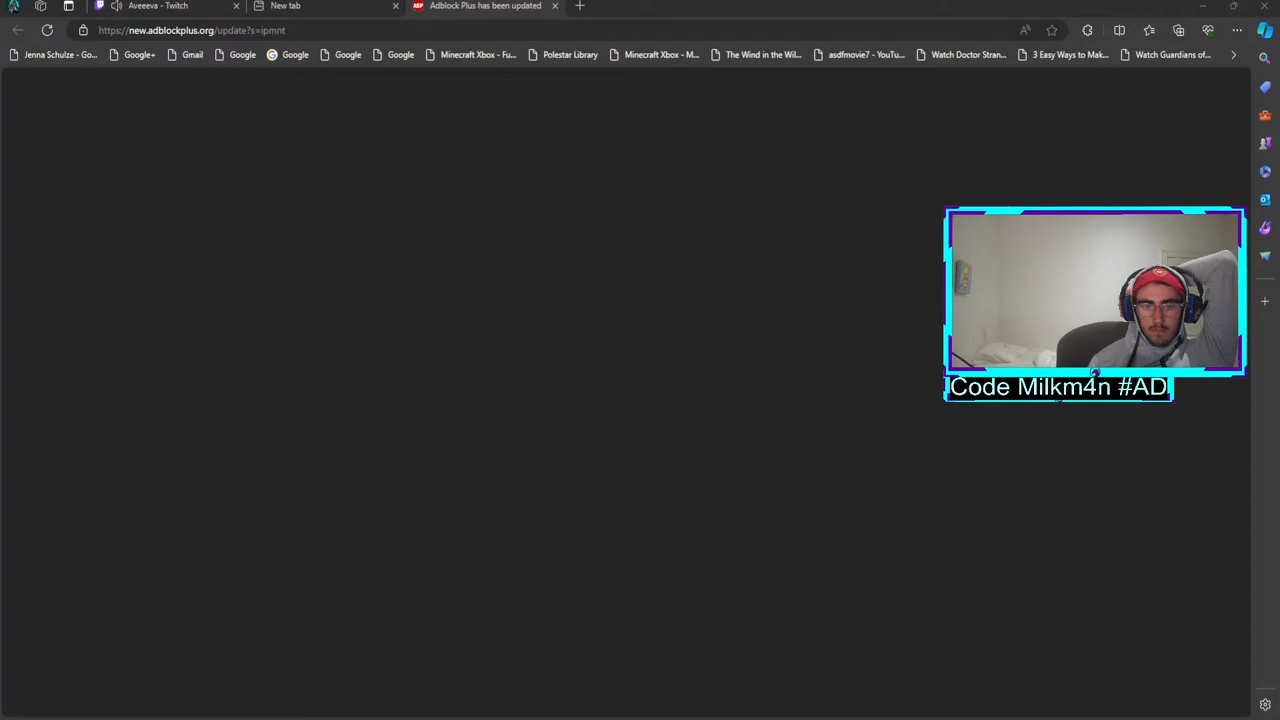 Aveeeva - Twitch
New tab
ABP Adblock Plus has been updated
https://new.adblockplus.org/update?s=ipmnt
Jenna Schulze - Go...
Google+
Gmail
Google
Google
Google
Google
Minecraft Xbox - Fu...
Polestar Library
Minecraft Xbox - M...
The Wind in the Wil...
asdfmovie7 - YouTu...
Watch Doctor Stran...
3 Easy Ways to Mak...
Watch Guardians of...
Code Milkm4n #AD